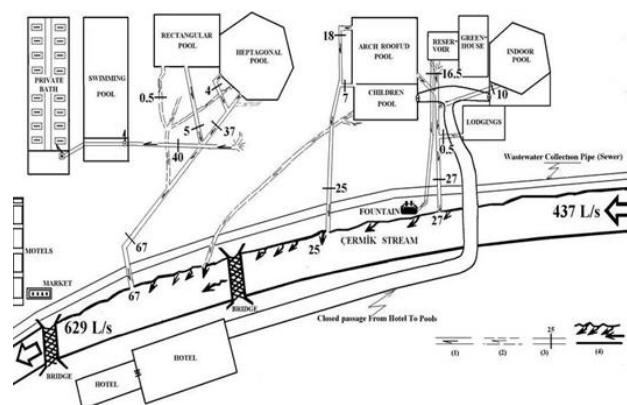 RECTANGULAR
POOL
HEPTAGONAL
POOL
18
ARCH ROOFUD
POOL
RESER-
VOIR
GREEN-
HOUSE
INDOOR
POOL
PRIVATE
BATH
SWIMMING
POOL
0.5
4
7
16.5
10
CHILDREN
POOL
5
37
LODGINGS
0.5
40
Wastewater Collection Pipe (Sewer)
25
27
FOUNTAIN
27
437 L/s
67
25
ÇERMİK STREAM
MOTELS
MARKET
67
629 L/s
BRIDGE
Closed passage From Hotel To Pools
BRIDGE
HOTEL
HOTEL
25
(1)
(2)
(3)
(4)